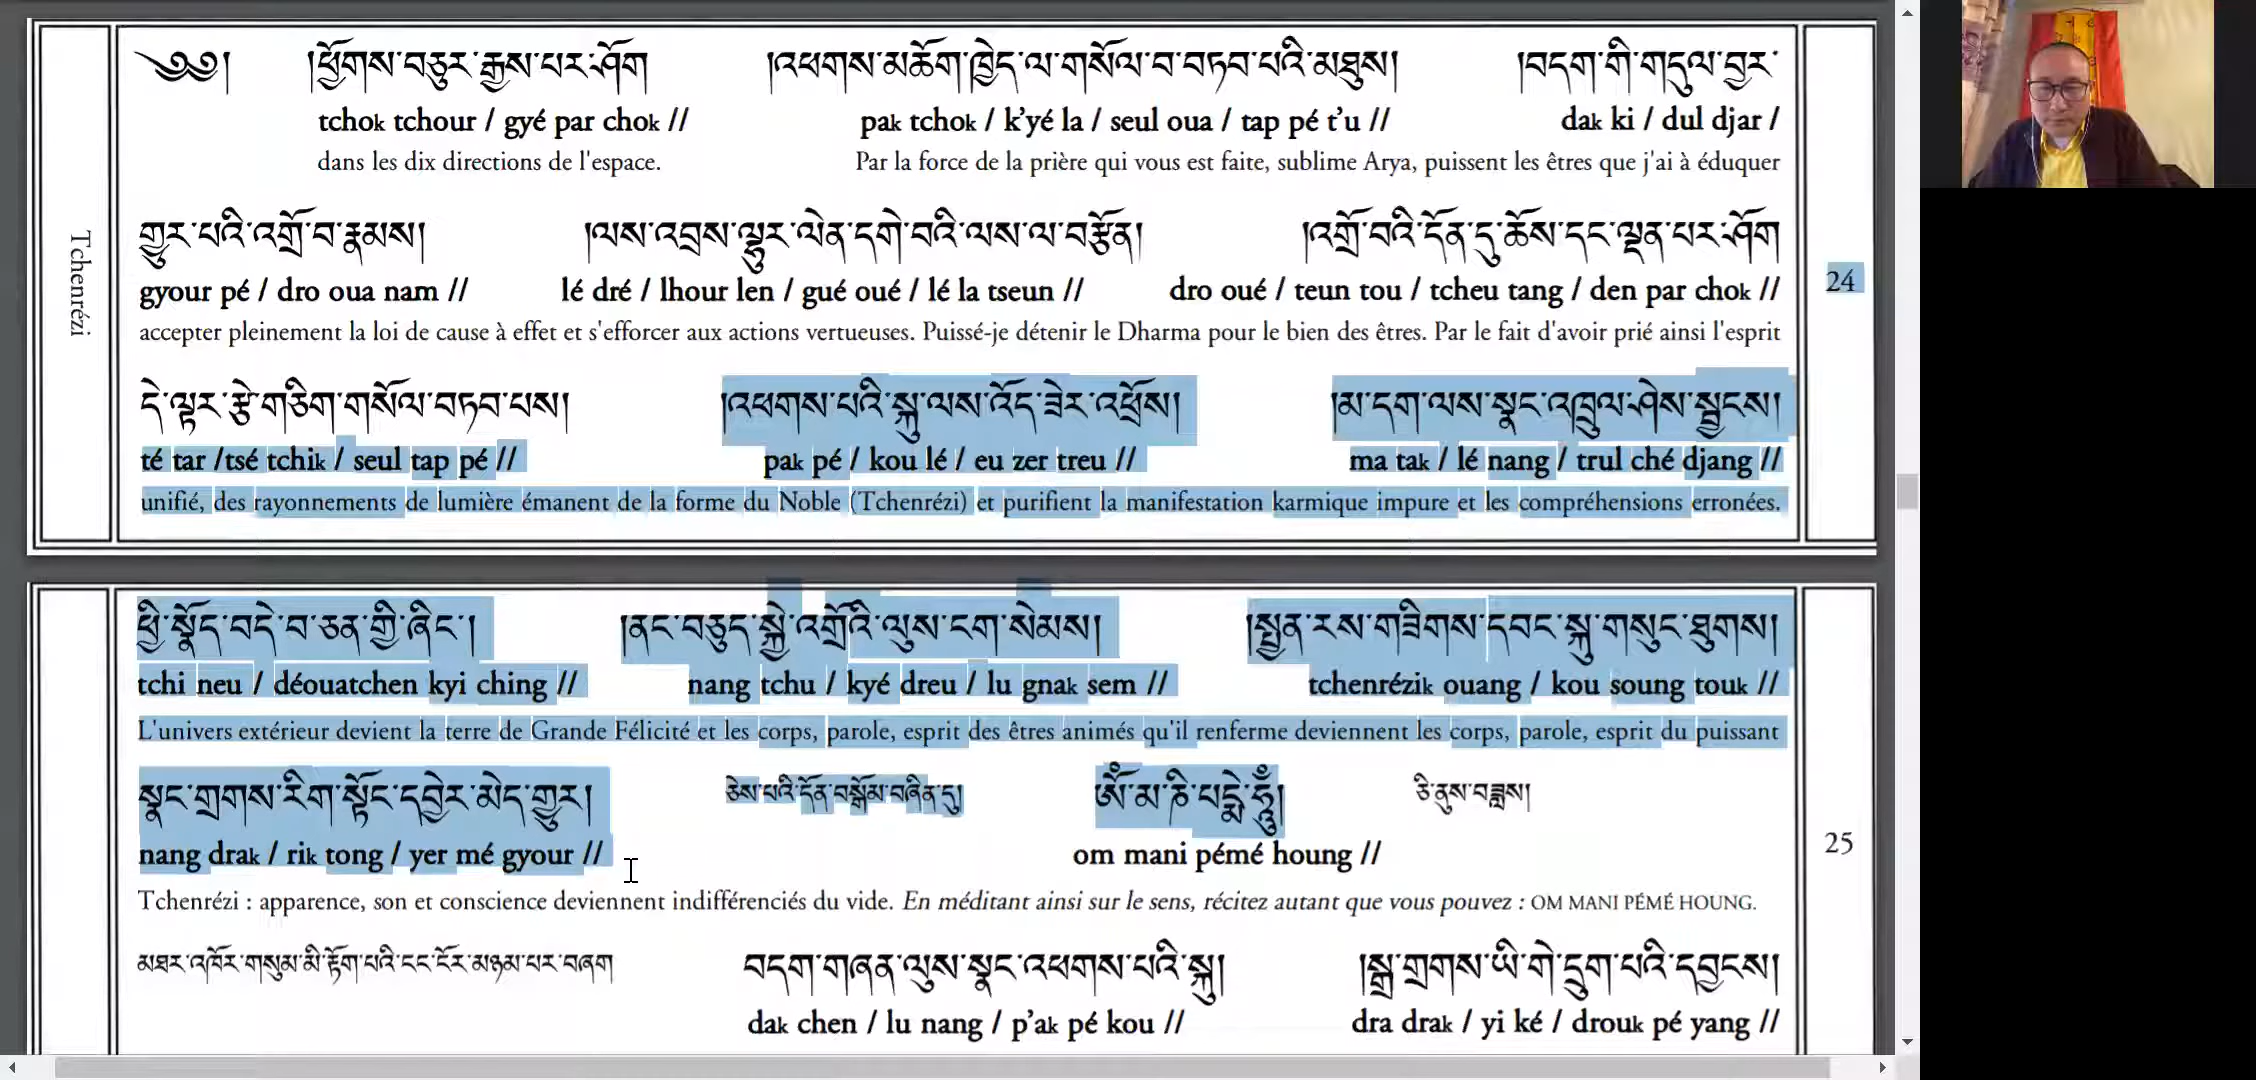 ༄༅། །ཕྱོགས་བཅུར་རྒྱས་པར་ཤོག །འཕགས་མཆོག་ཁྱེད་ལ་གསོལ་བ་བཏབ་པའི་མཐུས། །བདག་གི་གདུལ་བྱར་
tchok tchour / gyé par chok // pak tchok / k’yé la / seul oua / tap pé t’u // dak ki / dul djar /
dans les dix directions de l'espace. Par la force de la prière qui vous est faite, sublime Arya, puissent les êtres que j'ai à éduquer
Tchenrézi
གྱུར་པའི་འགྲོ་བ་རྣམས། །ལས་འབྲས་ལྷུར་ལེན་དགེ་བའི་ལས་ལ་བརྩོན། །འགྲོ་བའི་དོན་དུ་ཆོས་དང་ལྡན་པར་ཤོག
gyour pé / dro oua nam // lé dré / lhour len / gué oué / lé la tseun // dro oué / teun tou / tcheu tang / den par chok //
24
accepter pleinement la loi de cause à effet et s'efforcer aux actions vertueuses. Puissé-je détenir le Dharma pour le bien des êtres. Par le fait d'avoir prié ainsi l'esprit
དེ་ལྟར་རྩེ་གཅིག་གསོལ་བཏབ་པས། །འཕགས་པའི་སྐུ་ལས་འོད་ཟེར་འཕྲོས། །མ་དག་ལས་སྣང་འཁྲུལ་ཤེས་སྦྱངས།
té tar /tsé tchik / seul tap pé // pak pé / kou lé / eu zer treu // ma tak / lé nang / trul ché djang //
unifié, des rayonnements de lumière émanent de la forme du Noble (Tchenrézi) et purifient la manifestation karmique impure et les compréhensions erronées.
ཕྱི་སྣོད་བདེ་བ་ཅན་གྱི་ཞིང་། །ནང་བཅུད་སྐྱེ་འགྲོའི་ལུས་ངག་སེམས། །སྤྱན་རས་གཟིགས་དབང་སྐུ་གསུང་ཐུགས།
tchi neu / déouatchen kyi ching // nang tchu / kyé dreu / lu gnak sem // tchenrézik ouang / kou soung touk //
L'univers extérieur devient la terre de Grande Félicité et les corps, parole, esprit des êtres animés qu'il renferme deviennent les corps, parole, esprit du puissant
སྣང་གྲགས་རིག་སྟོང་དབྱེར་མེད་གྱུར། ཅེས་པའི་དོན་བསྒོམ་བཞིན་དུ། ཨོཾ་མ་ཎི་པདྨེ་ཧཱུྃ། ཅི་ནུས་བཟླས།
nang drak / rik tong / yer mé gyour // om mani pémé houng //
25
Tchenrézi : apparence, son et conscience deviennent indifférenciés du vide. En méditant ainsi sur le sens, récitez autant que vous pouvez : OM MANI PÉMÉ HOUNG.
མཐར་འཁོར་གསུམ་མི་རྟོག་པའི་ངང་ངོར་མཉམ་པར་བཞག བདག་གཞན་ལུས་སྣང་འཕགས་པའི་སྐུ། །སྒྲ་གྲགས་ཡི་གེ་དྲུག་པའི་དབྱངས།
dak chen / lu nang / p’ak pé kou // dra drak / yi ké / drouk pé yang //